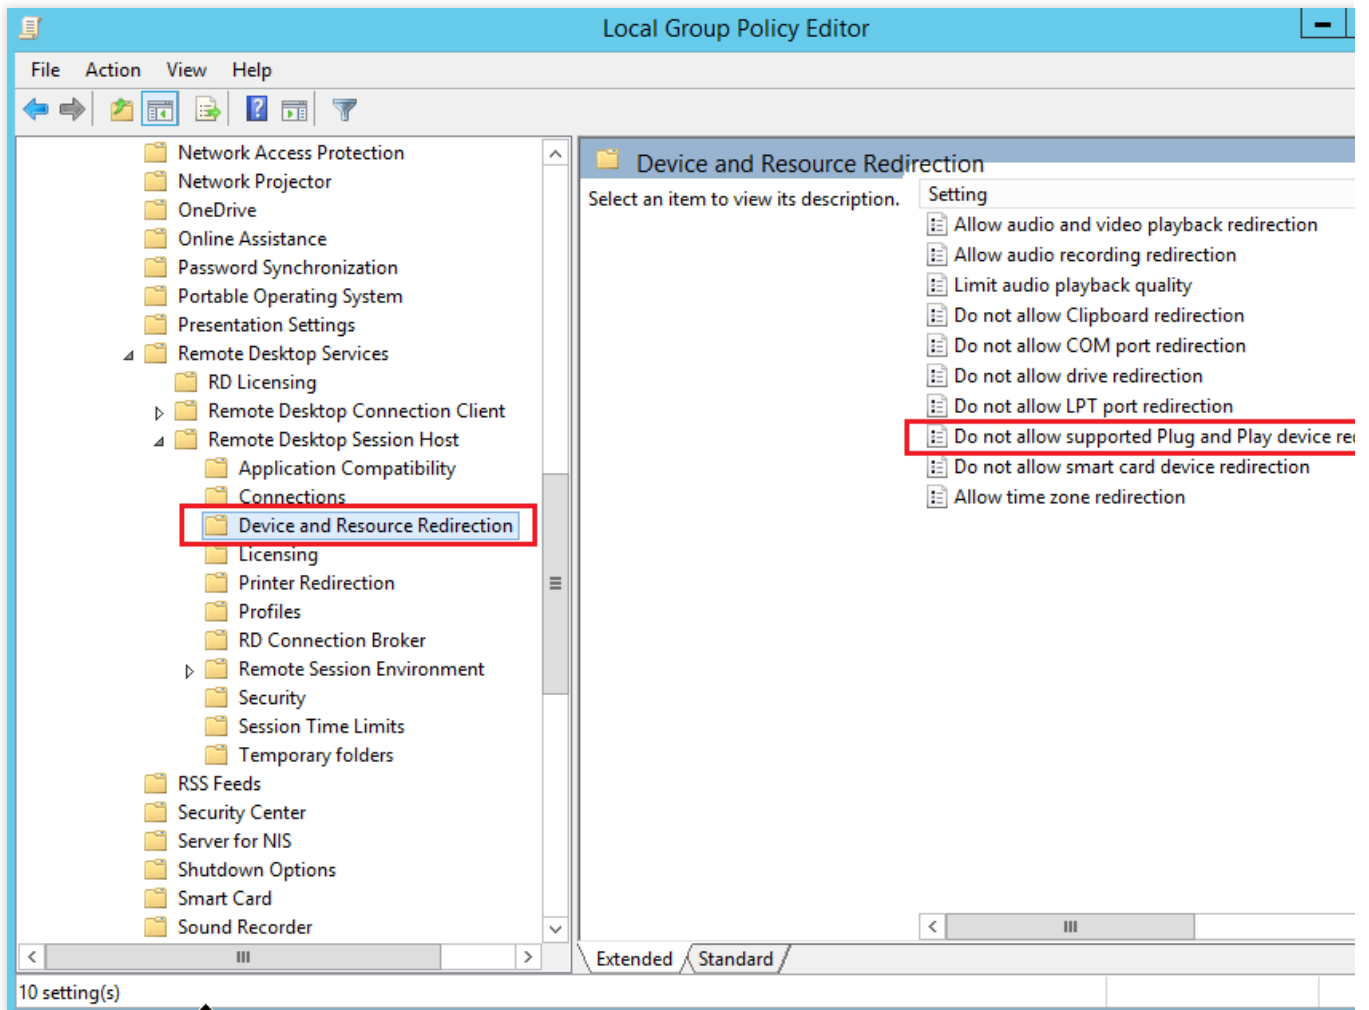 Local Group Policy Editor
File Action View Help
Network Access Protection
Network Projector
OneDrive
Online Assistance
Password Synchronization
Portable Operating System
Presentation Settings
Remote Desktop Services
RD Licensing
Remote Desktop Connection Client
Remote Desktop Session Host
Application Compatibility
Connections
Device and Resource Redirection
Licensing
Printer Redirection
Profiles
RD Connection Broker
Remote Session Environment
Security
Session Time Limits
Temporary folders
RSS Feeds
Security Center
Server for NIS
Shutdown Options
Smart Card
Sound Recorder
Device and Resource Redirection
Select an item to view its description.
Setting
Allow audio and video playback redirection
Allow audio recording redirection
Limit audio playback quality
Do not allow Clipboard redirection
Do not allow COM port redirection
Do not allow drive redirection
Do not allow LPT port redirection
Do not allow supported Plug and Play device
Do not allow smart card device redirection
Allow time zone redirection
Extended Standard
10 setting(s)